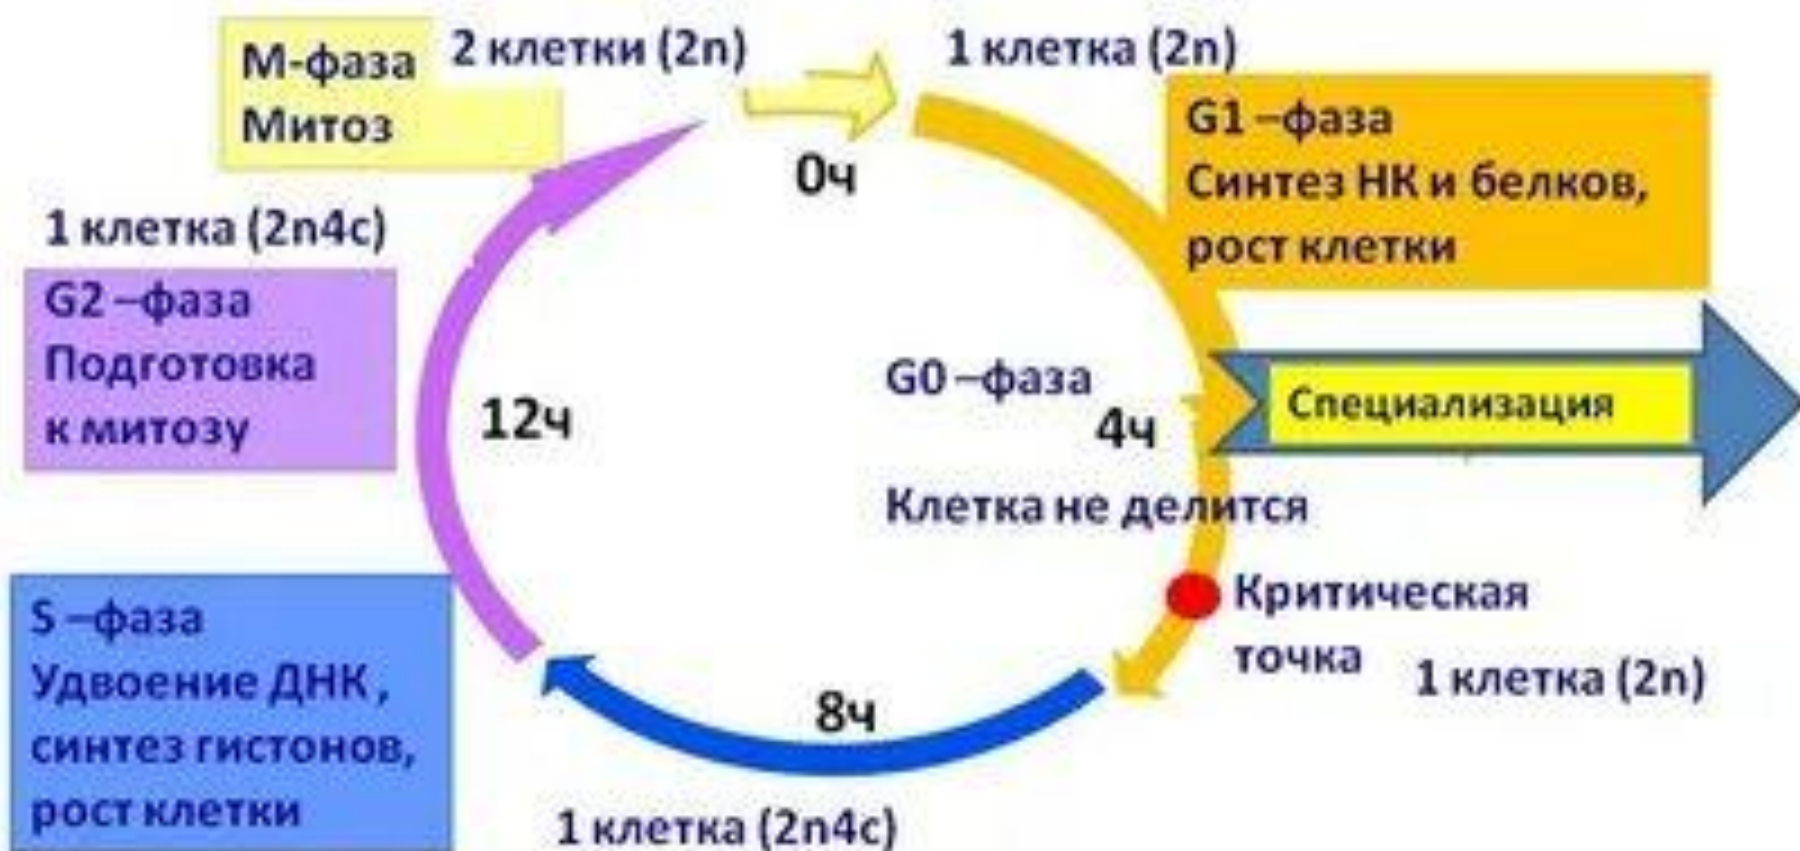 М-фаза
Митоз
2 клетки (2n)
1 клетка (2n)
0ч
G1 –фаза
Синтез НК и белков,
рост клетки
1 клетка (2n4c)
G2 –фаза
Подготовка
к митозу
12ч
G0 –фаза
4ч
Специализация
Клетка не делится
Критическая
точка
1 клетка (2n)
S –фаза
Удвоение ДНК ,
синтез гистонов,
рост клетки
8ч
1 клетка (2n4c)